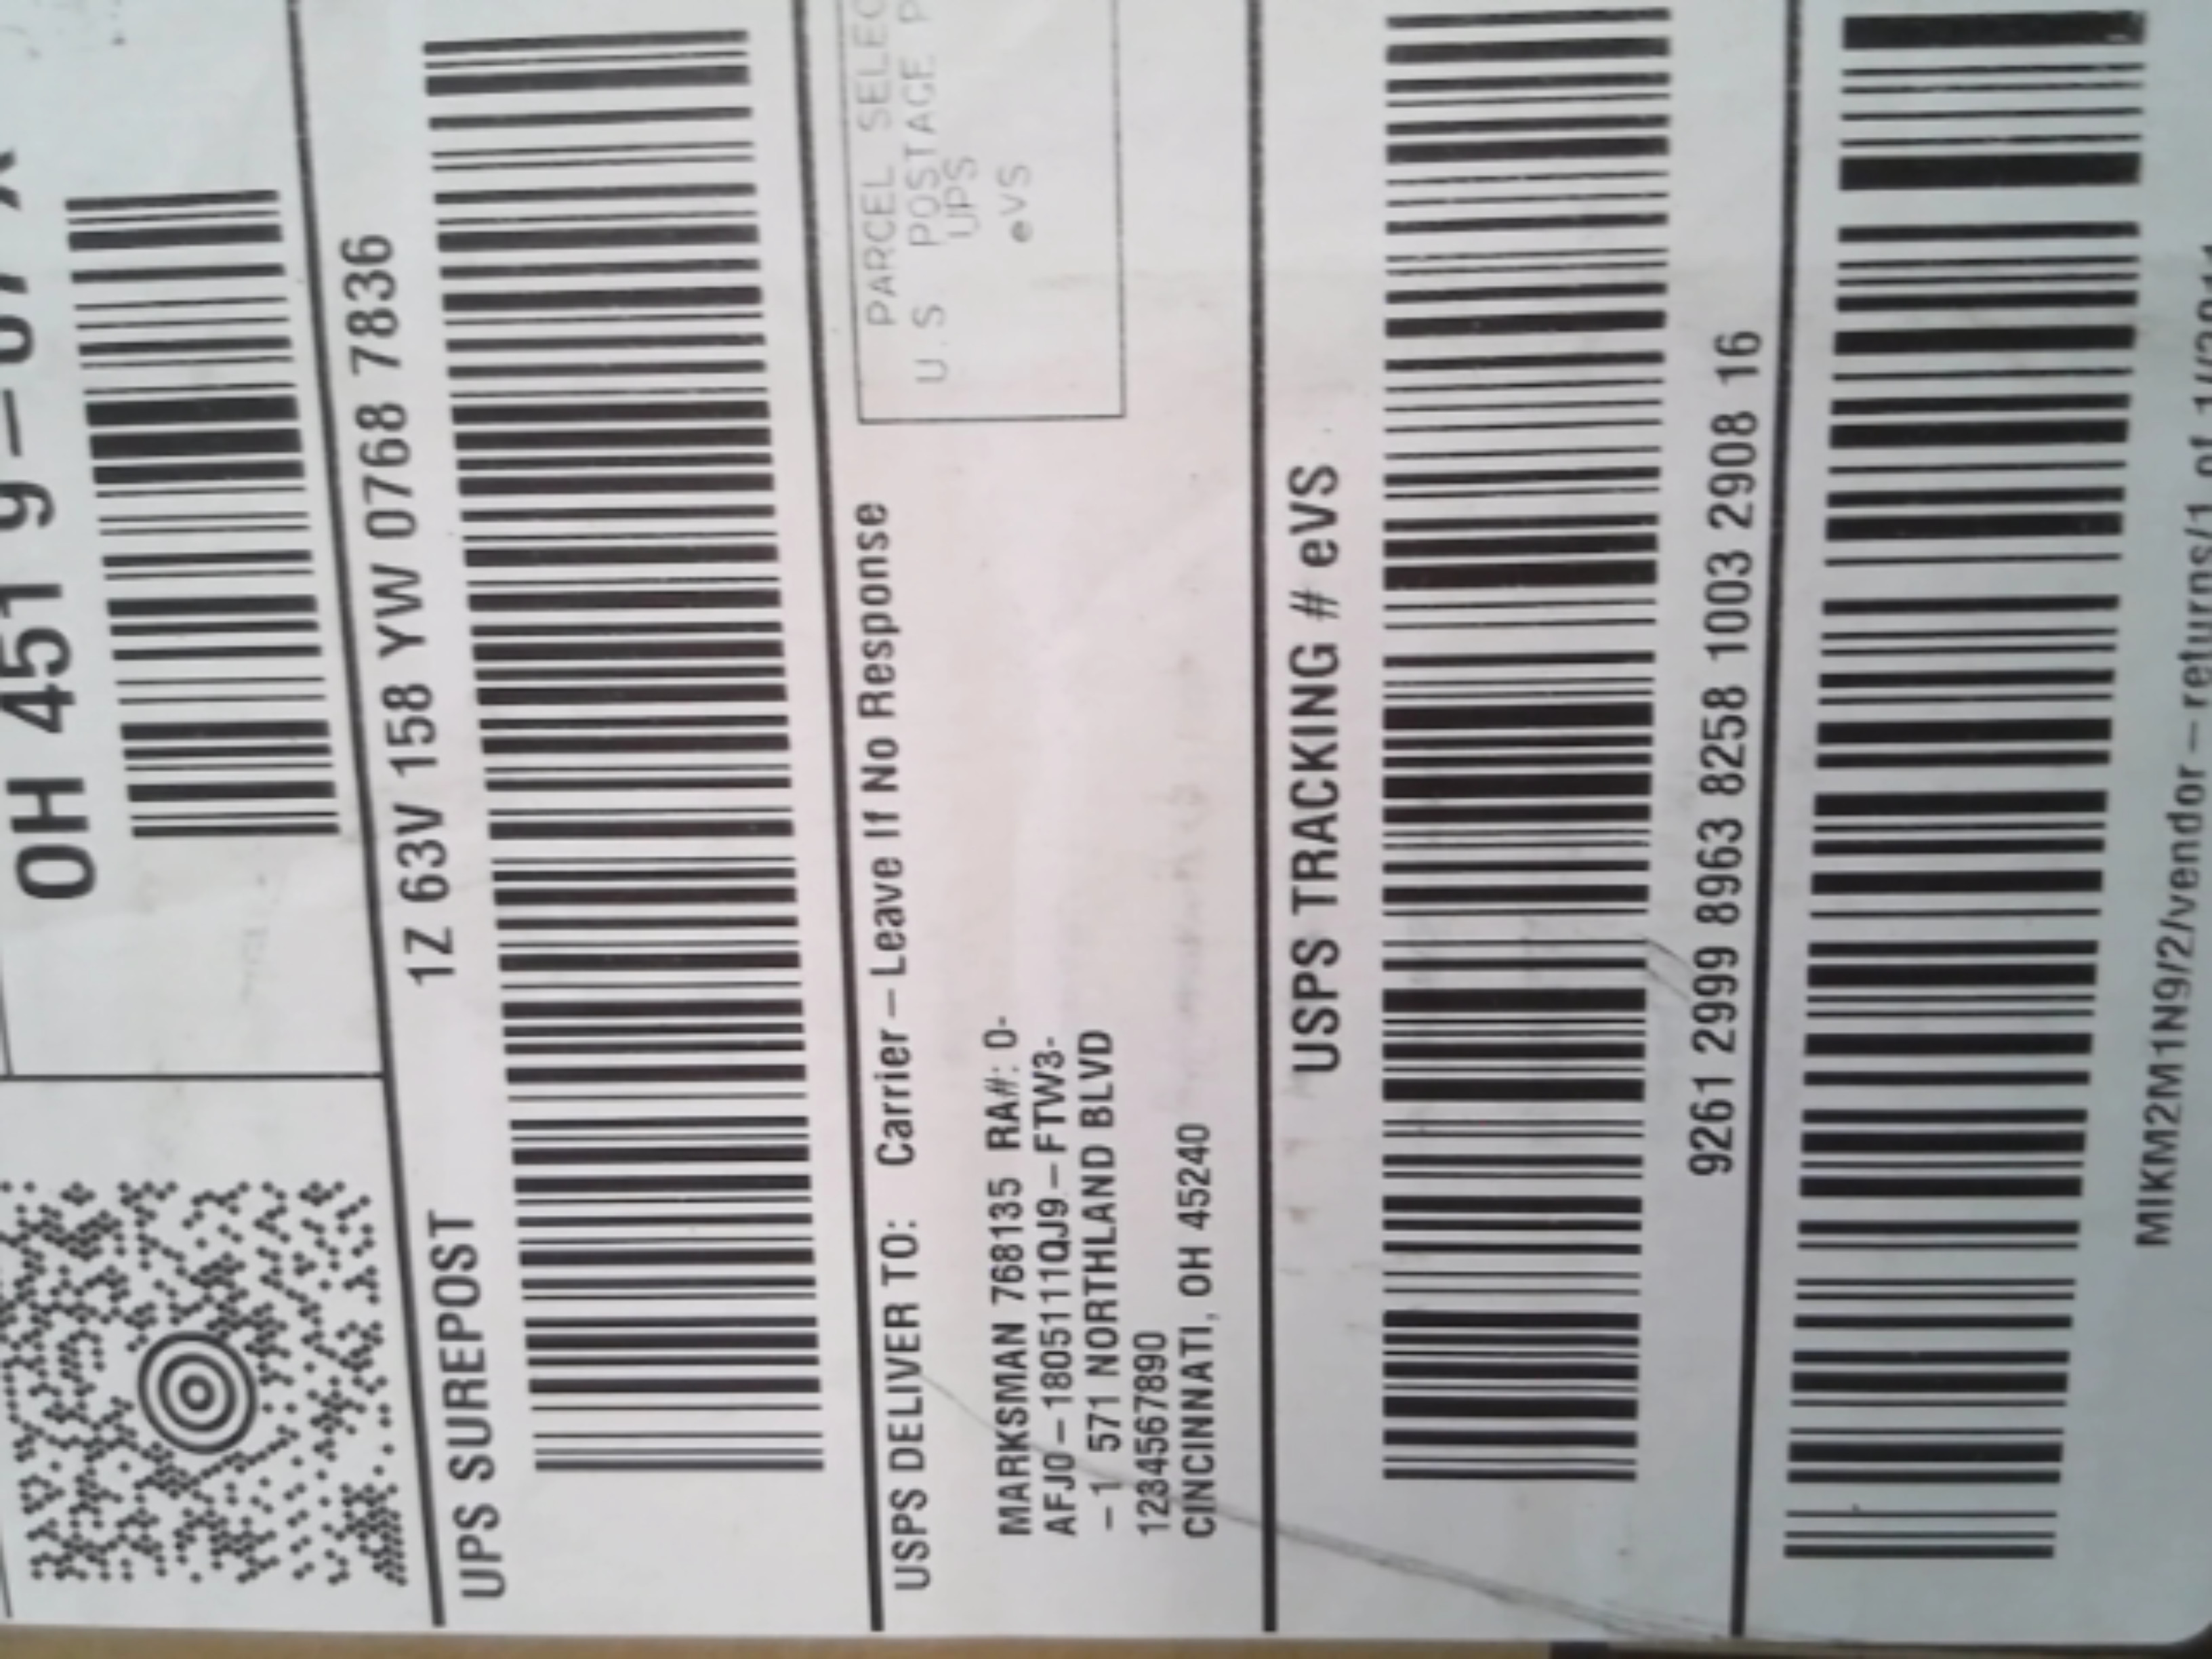 OH 451 9
UPS SUREPOST
1Z 63V 158 YW 0768 7836
USPS DELIVER TO:
Carrier – Leave If No Response
PARCEL SELEC
U.S POSTAGE P
UPS
eVS
MARKSMAN 768135 RA#: 0-
AFJ0 – 1805111QJ9 – FTW3-
– 1 571 NORTHLAND BLVD
1234567890
CINCINNATI, OH 45240
USPS TRACKING # eVS
9261 2999 8963 8258 1003 2908 16
MIKM2M1N9/2/vendor – returns/1 of